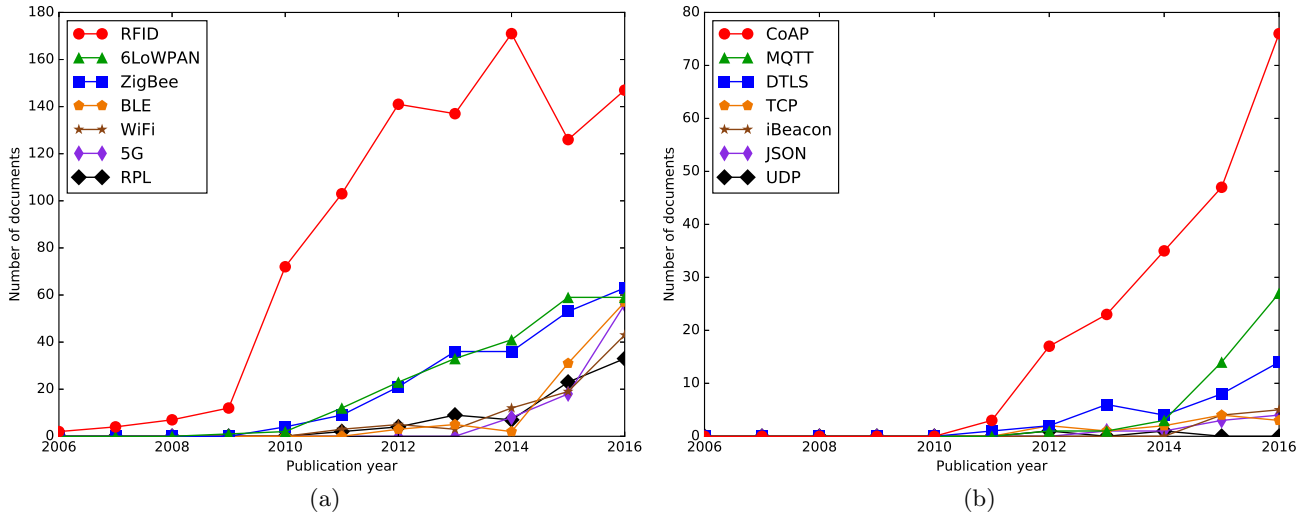 180
160
140
120
100
80
60
40
20
0
Number of documents
RFID
6LoWPAN
ZigBee
BLE
WiFi
5G
RPL
2006 2008 2010 2012 2014 2016
Publication year
(a)
80
70
60
50
40
30
20
10
0
Number of documents
CoAP
MQTT
DTLS
TCP
iBeacon
JSON
UDP
2006 2008 2010 2012 2014 2016
Publication year
(b)